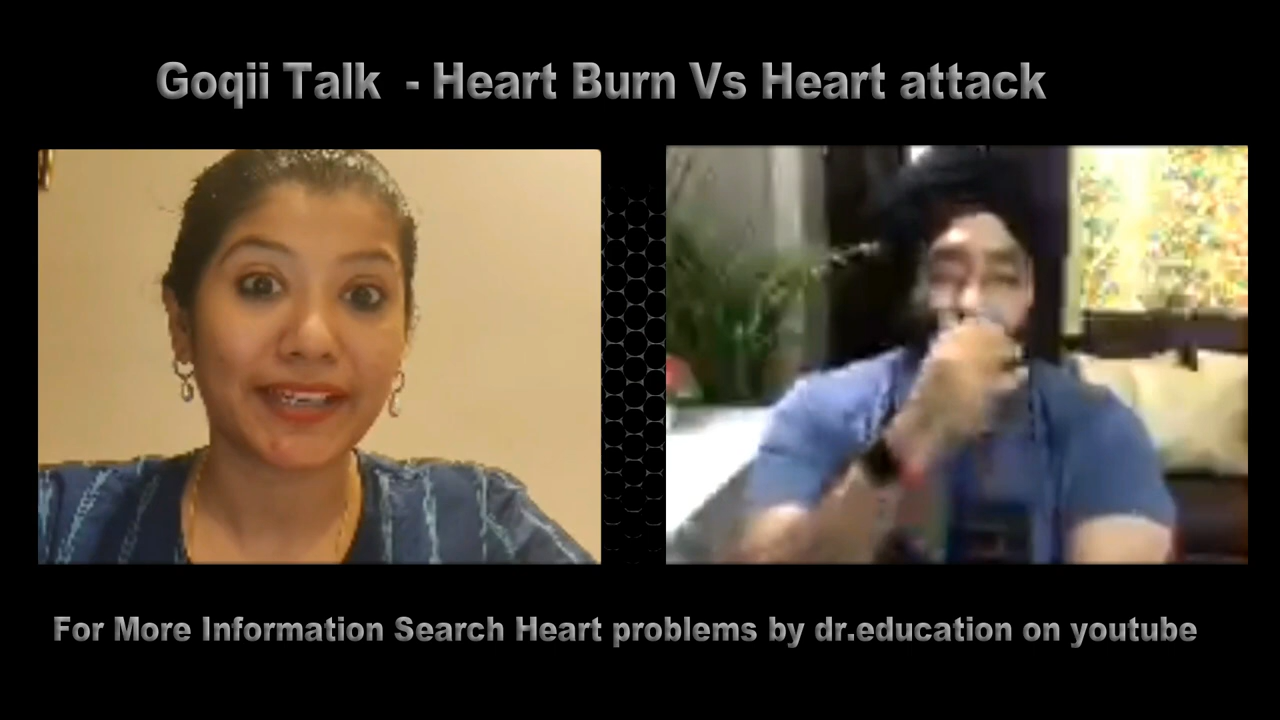 Goqii Talk - Heart Burn Vs Heart attack
For More Information Search Heart problems by dr.education on youtube